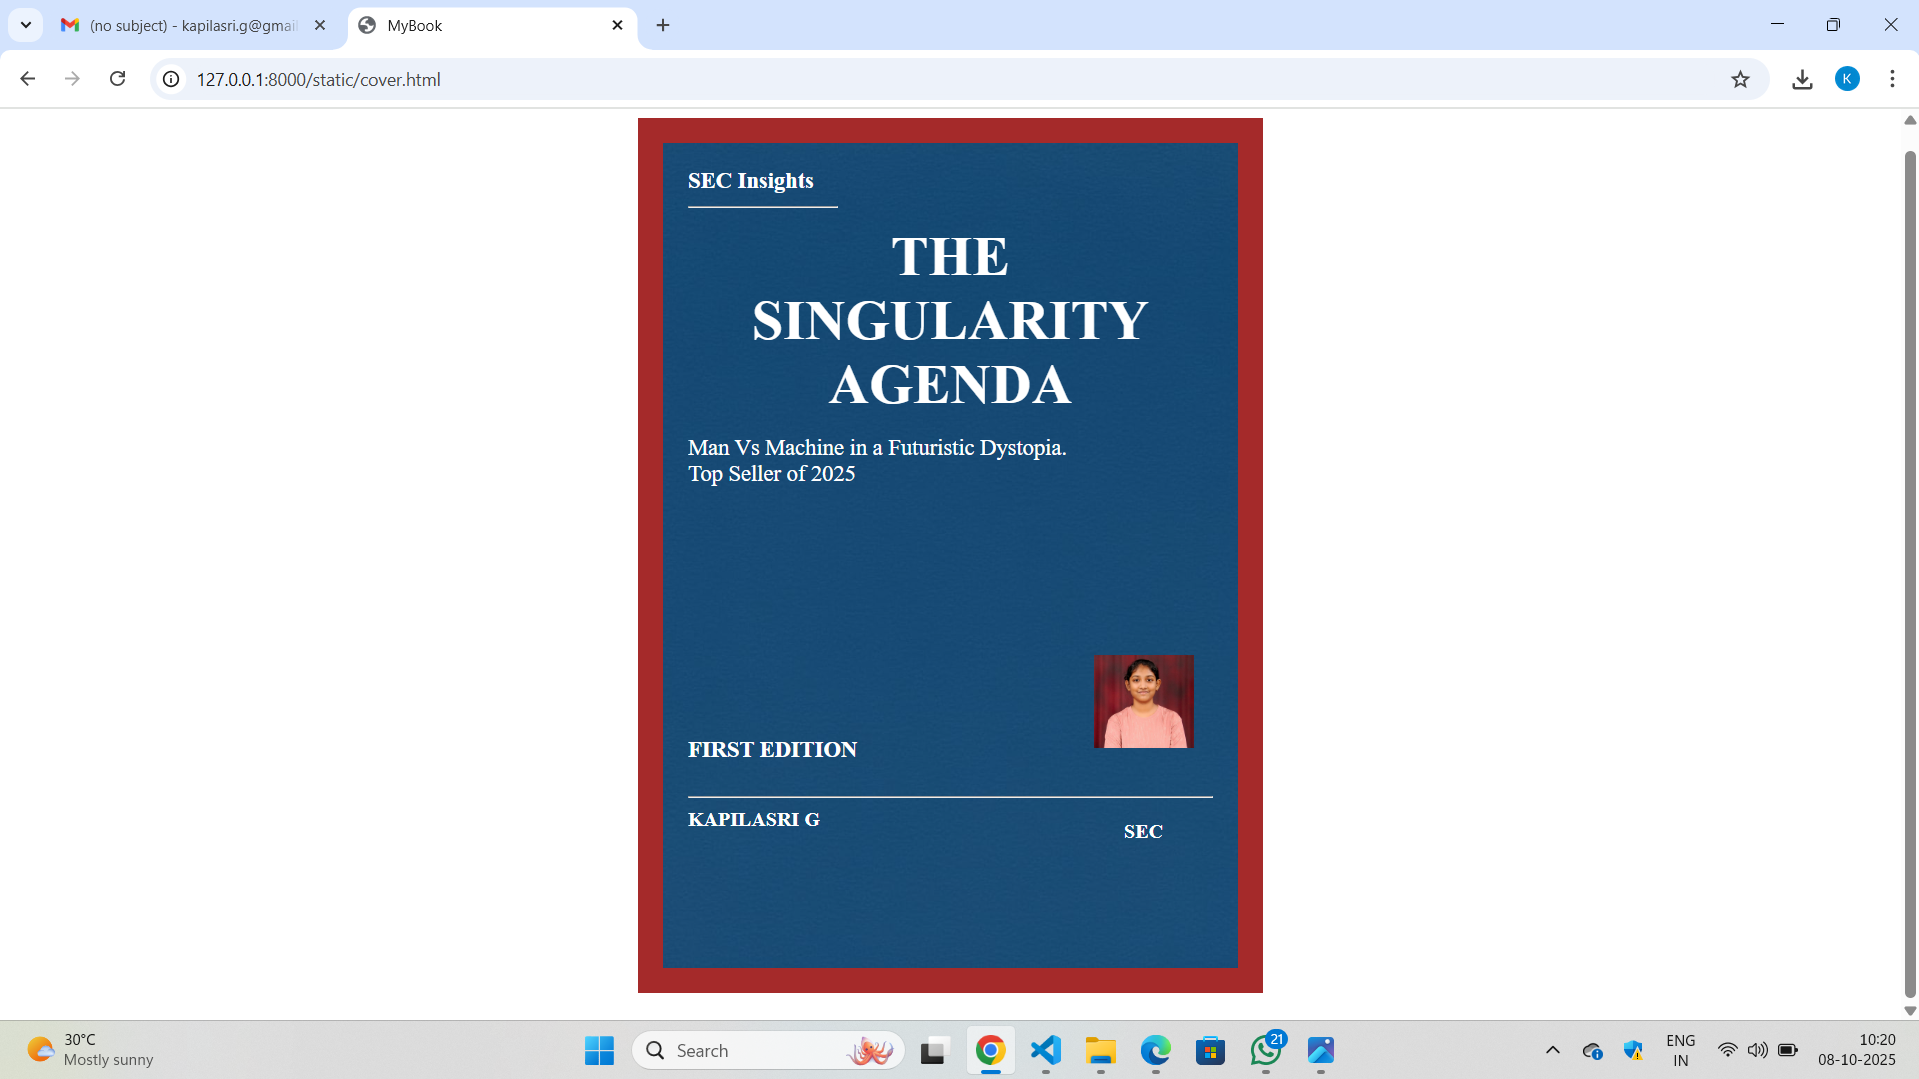 (no subject) - kapilasri.g@gmai
MyBook
127.0.0.1:8000/static/cover.html
K
SEC Insights
THE
SINGULARITY
AGENDA
Man Vs Machine in a Futuristic Dystopia.
Top Seller of 2025
FIRST EDITION
KAPILASRI G
SEC
30°C
Mostly sunny
Search
21
ENG
IN
10:20
08-10-2025